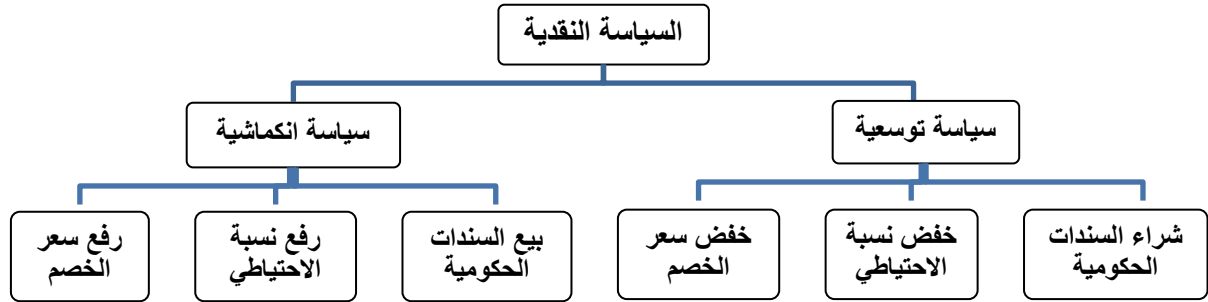 السياسة النقدية
سياسة توسعية
سياسة انكماشية
شراء السندات
الحكومية
خفض نسبة
الاحتياطي
خفض سعر
الخصم
بيع السندات
الحكومية
رفع نسبة
الاحتياطي
رفع سعر
الخصم